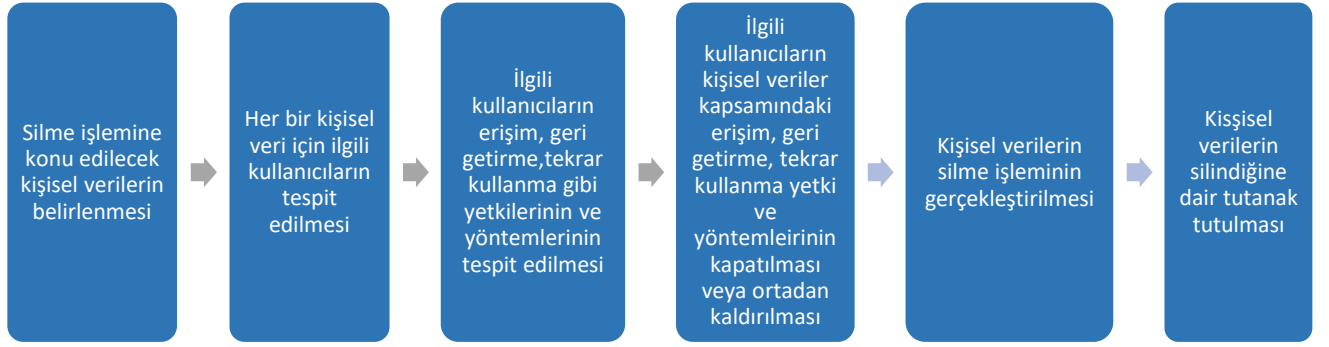 Silme işlemine
konu edilecek
kişisel verilerin
belirlenmesi
Her bir kişisel
veri için ilgili
kullanıcıların
tespit
edilmesi
İlgili
kullanıcıların
erişim, geri
getirme,tekrar
kullanma gibi
yetkilerinin ve
yöntemlerinin
tespit edilmesi
İlgili
kullanıcıların
kişisel veriler
kapsamındaki
erişim, geri
getirme, tekrar
kullanma yetki
ve
yöntemleirinin
kapatılması
veya ortadan
kaldırılması
Kişisel verilerin
silme işleminin
gerçekleştirilmesi
Kisşisel
verilerin
silindiğine
dair tutanak
tutulması